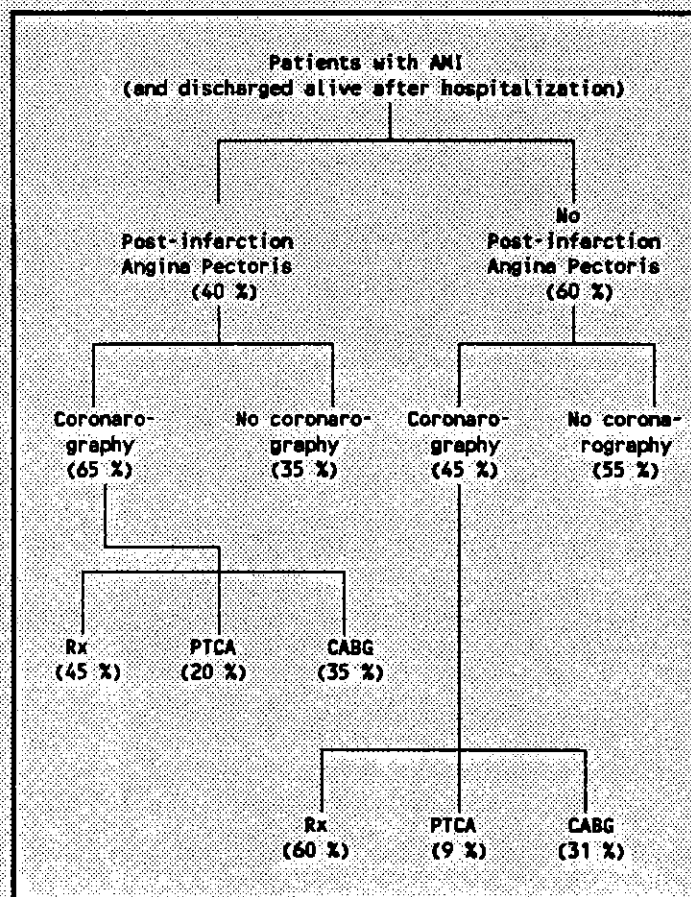 Patients with AMI
(and discharged alive after hospitalization)
Post-infarction
Angina Pectoris
(40 %)
No
Post-infarction
Angina Pectoris
(60 %)
Coronaro-
graphy
(65 %)
No coronaro-
graphy
(35 %)
Coronaro-
graphy
(45 %)
No corona-
rography
(55 %)
Rx
(45 %)
PTCA
(20 %)
CABG
(35 %)
Rx
(60 %)
PTCA
(9 %)
CABG
(31 %)